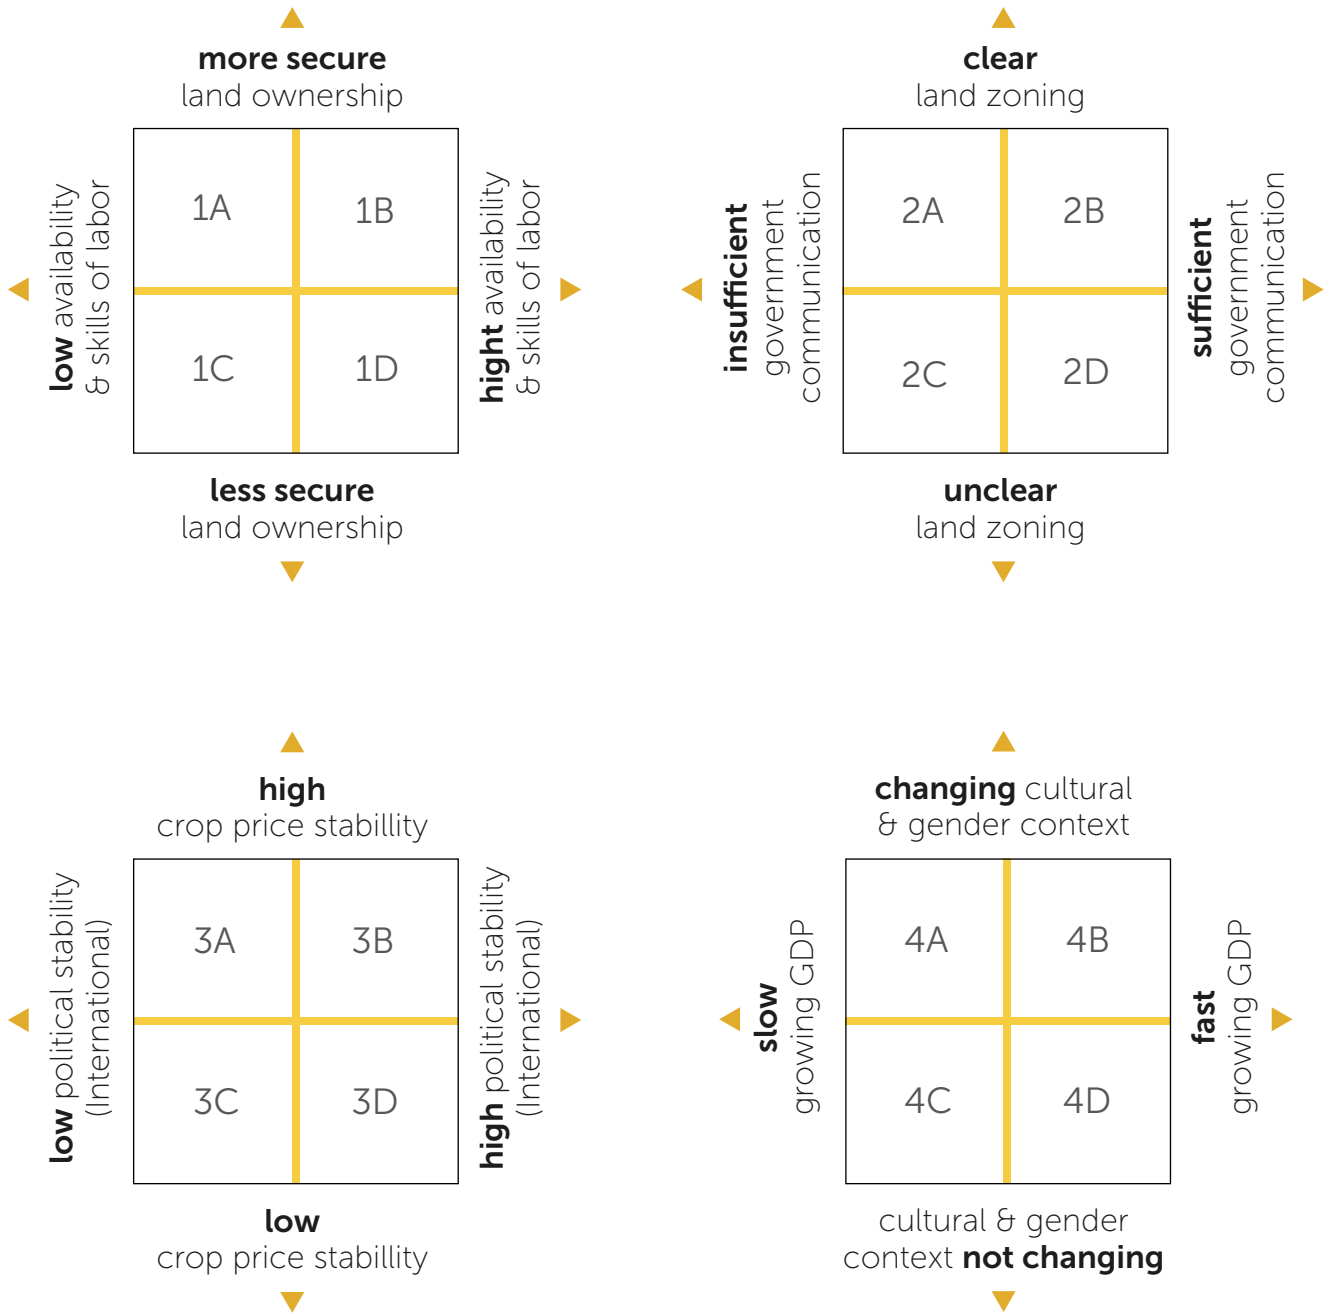 more secure
land ownership
low availability
& skills of labor
1A
1B
1C
1D
hight availability
& skills of labor
less secure
land ownership
clear
land zoning
insufficient
government
communication
2A
2B
2C
2D
sufficient
government
communication
unclear
land zoning
high
crop price stabillity
low political stability
(International)
3A
3B
3C
3D
high political stability
(International)
low
crop price stabillity
changing cultural
& gender context
slow
growing GDP
4A
4B
4C
4D
fast
growing GDP
cultural & gender
context not changing